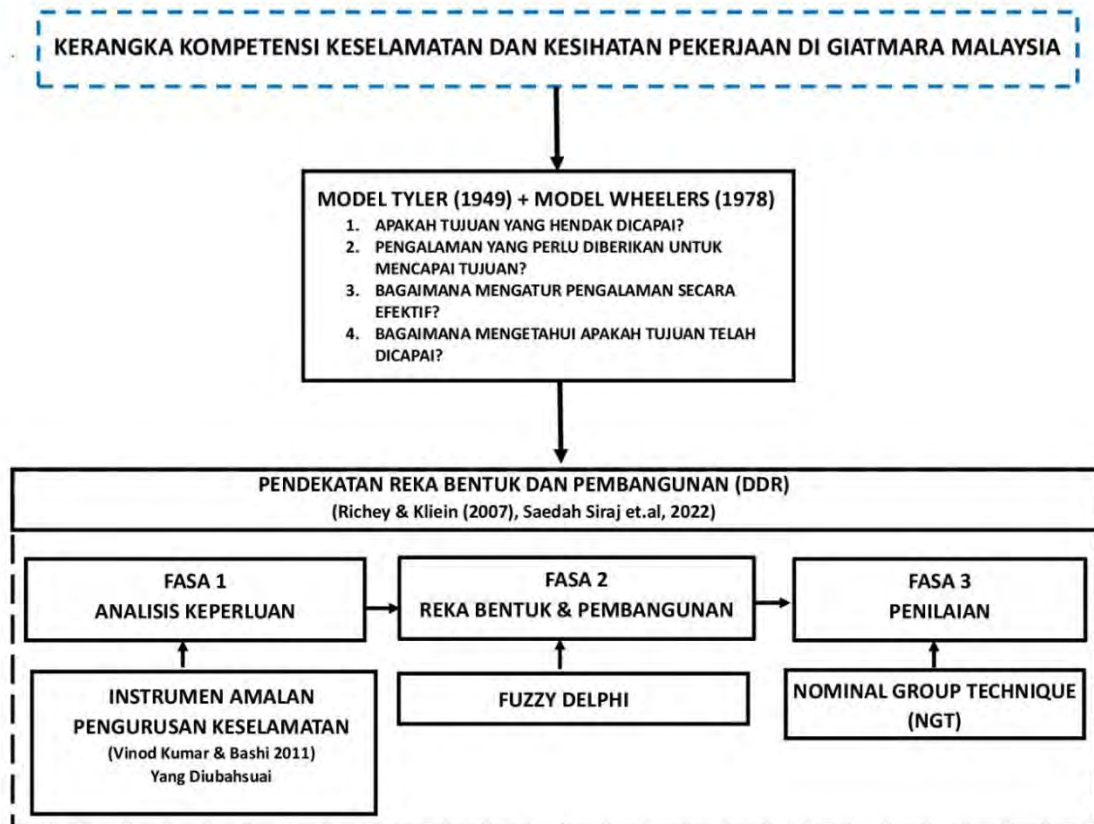 KERANGKA KOMPETENSI KESELAMATAN DAN KESIHATAN PEKERJAAN DI GIATMARA MALAYSIA
MODEL TYLER (1949) + MODEL WHEELERS (1978)
1. APAKAH TUJUAN YANG HENDAK DICAPAI?
2. PENGALAMAN YANG PERLU DIBERIKAN UNTUK
MENCAPAI TUJUAN?
3. BAGAIMANA MENGATUR PENGALAMAN SECARA
EFEKTIF?
4. BAGAIMANA MENGETAHUI APAKAH TUJUAN TELAH
DICAPAI?
PENDEKATAN REKA BENTUK DAN PEMBANGUNAN (DDR)
(Richey & Kliein (2007), Saedah Siraj et.al, 2022)
FASA 1
ANALISIS KEPERLUAN
FASA 2
REKA BENTUK & PEMBANGUNAN
FASA 3
PENILAIAN
INSTRUMEN AMALAN
PENGURUSAN KESELAMATAN
(Vinod Kumar & Bashi 2011)
Yang Diubahsuai
FUZZY DELPHI
NOMINAL GROUP TECHNIQUE
(NGT)